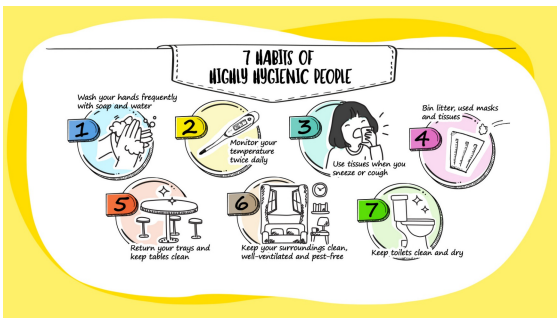 7 HABITS OF
HIGHLY HYGIENIC PEOPLE
Wash your hands frequently
with soap and water
1
2
Monitor your
temperature
twice daily
3
Use tissues when you
sneeze or cough
Bin litter, used masks
and tissues
4
5
Return your trays and
keep tables clean
6
Keep your surroundings clean,
well-ventilated and pest-free
7
Keep toilets clean and dry